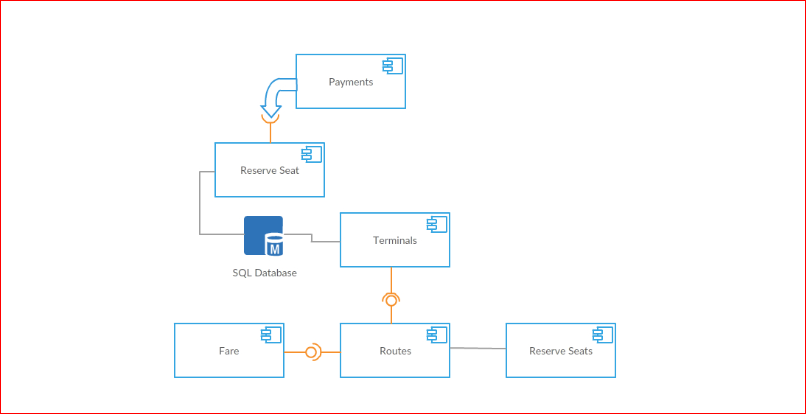 Payments
Reserve Seat
Terminals
M
SQL Database
Fare
Routes
Reserve Seats